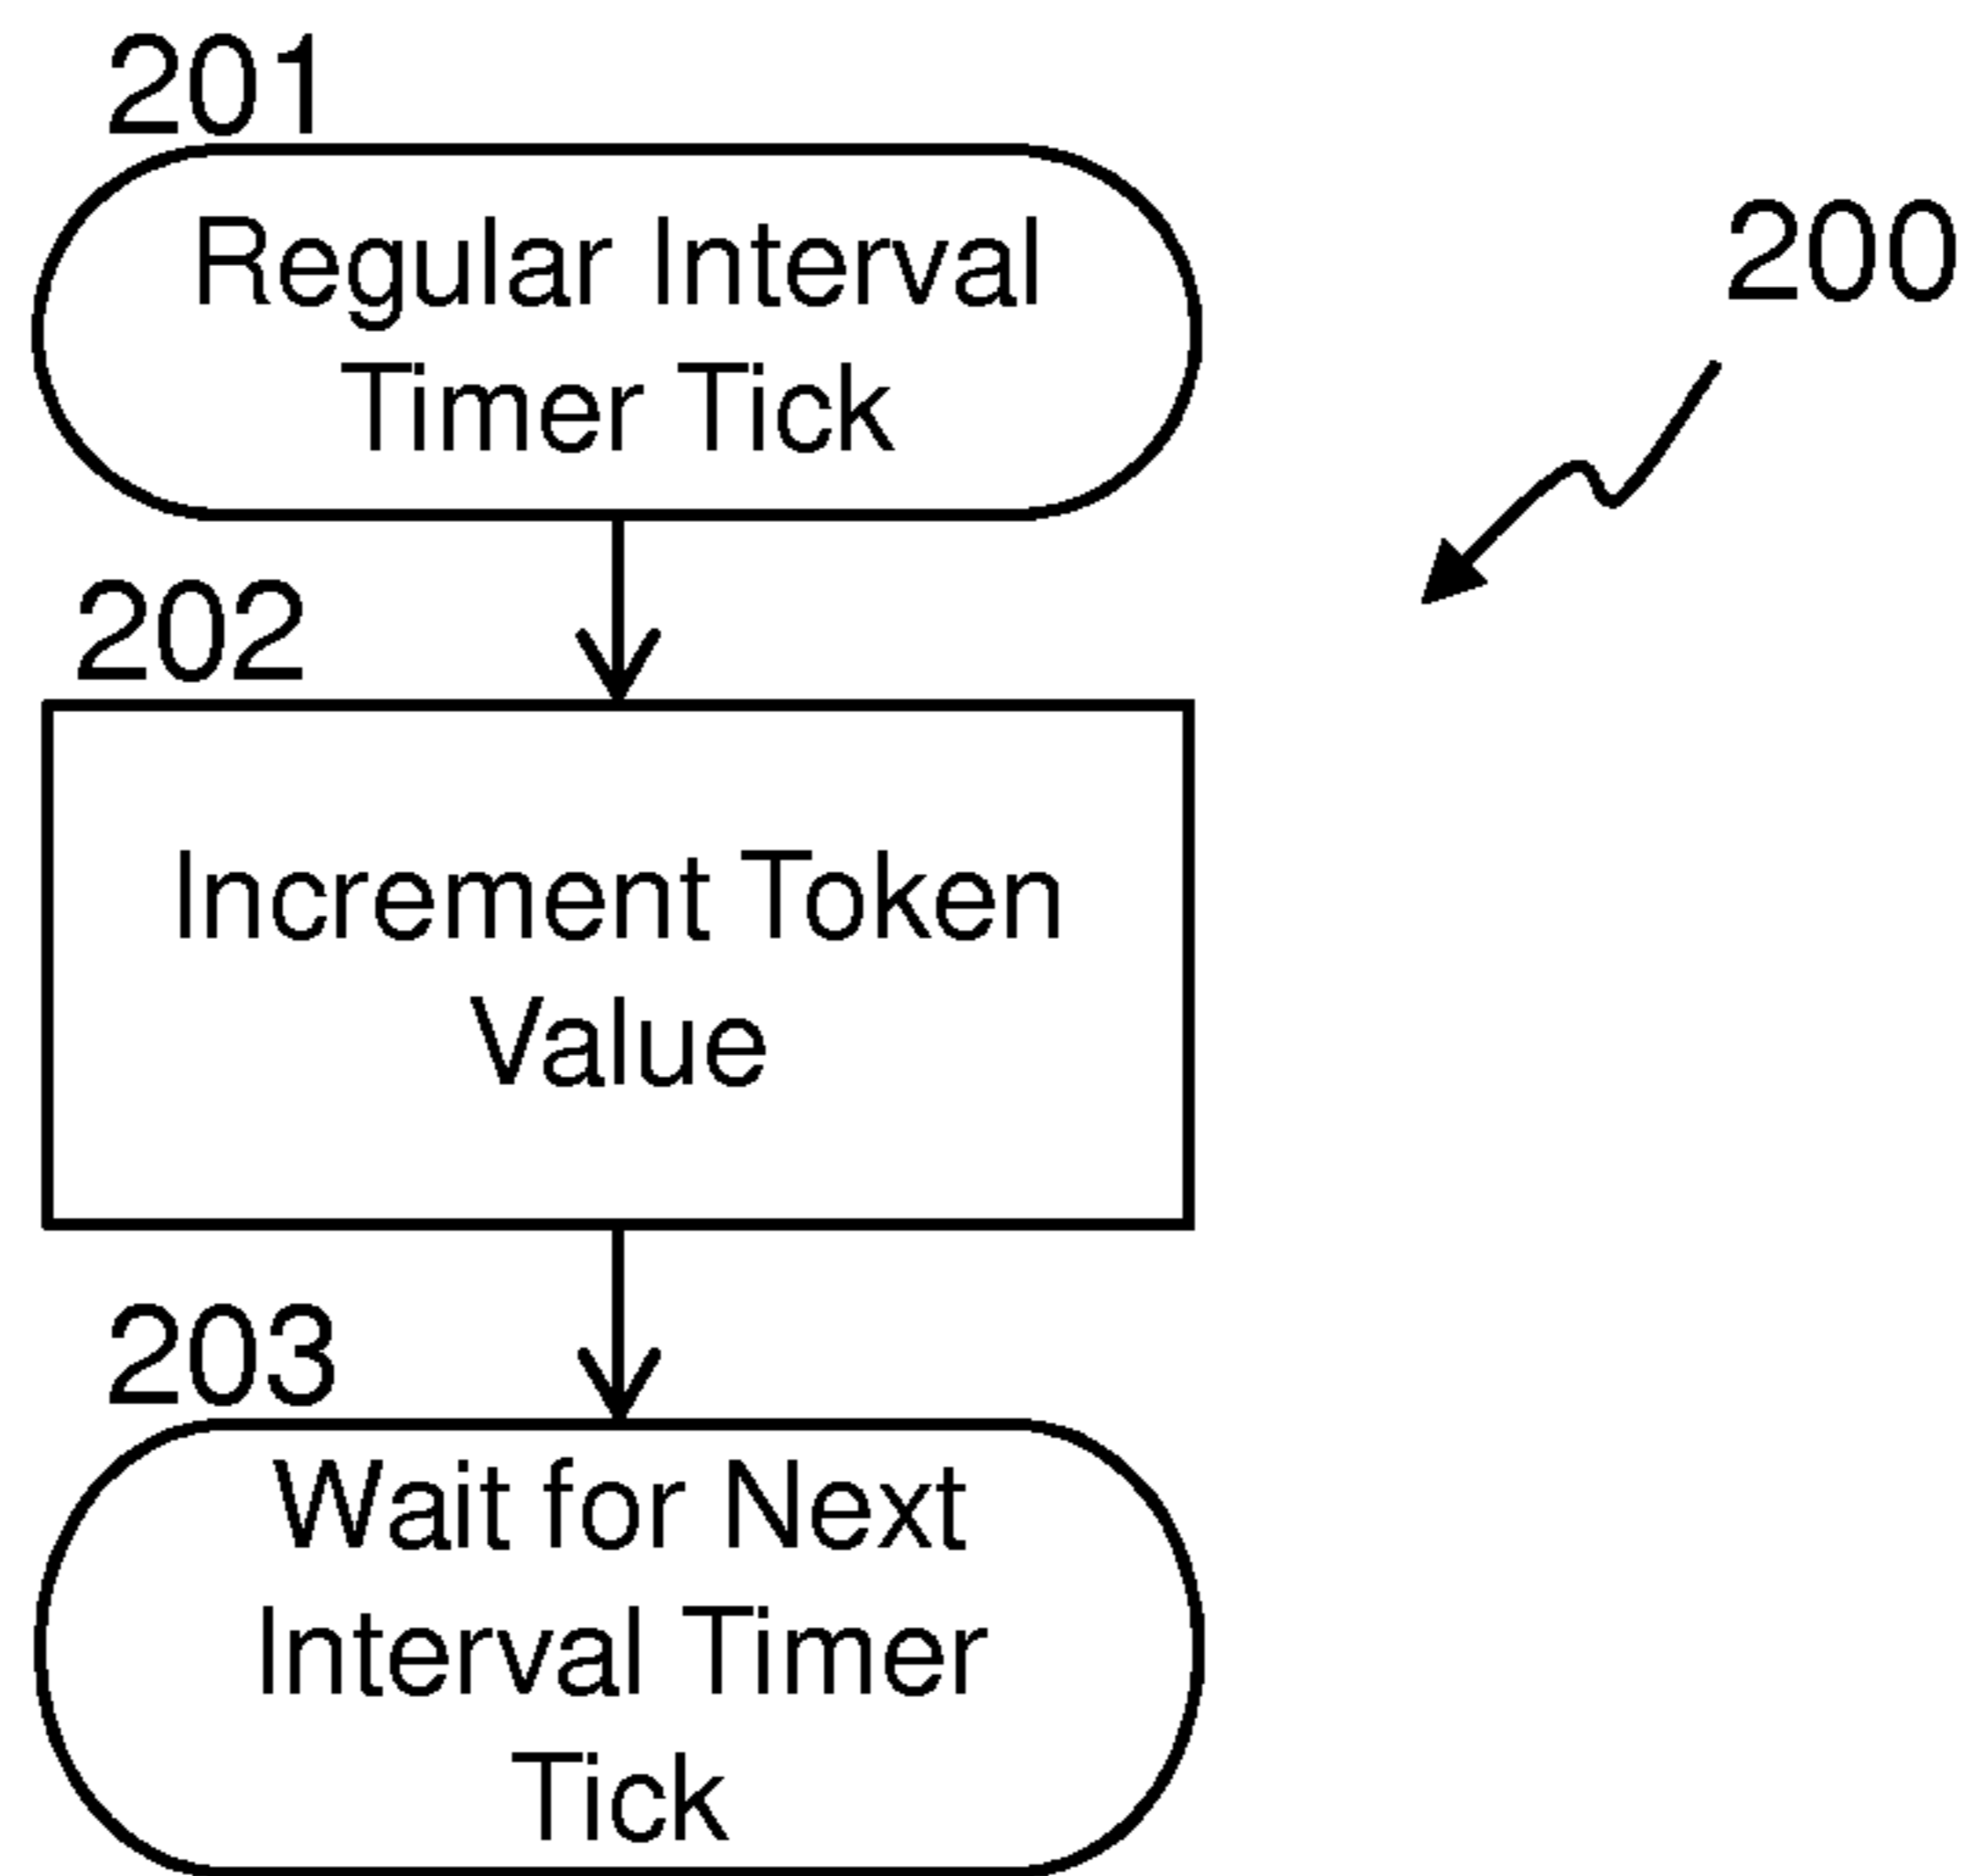 201
Regular Interval
Timer Tick
200
202
Increment Token
Value
203
Wait for Next
Interval Timer
Tick